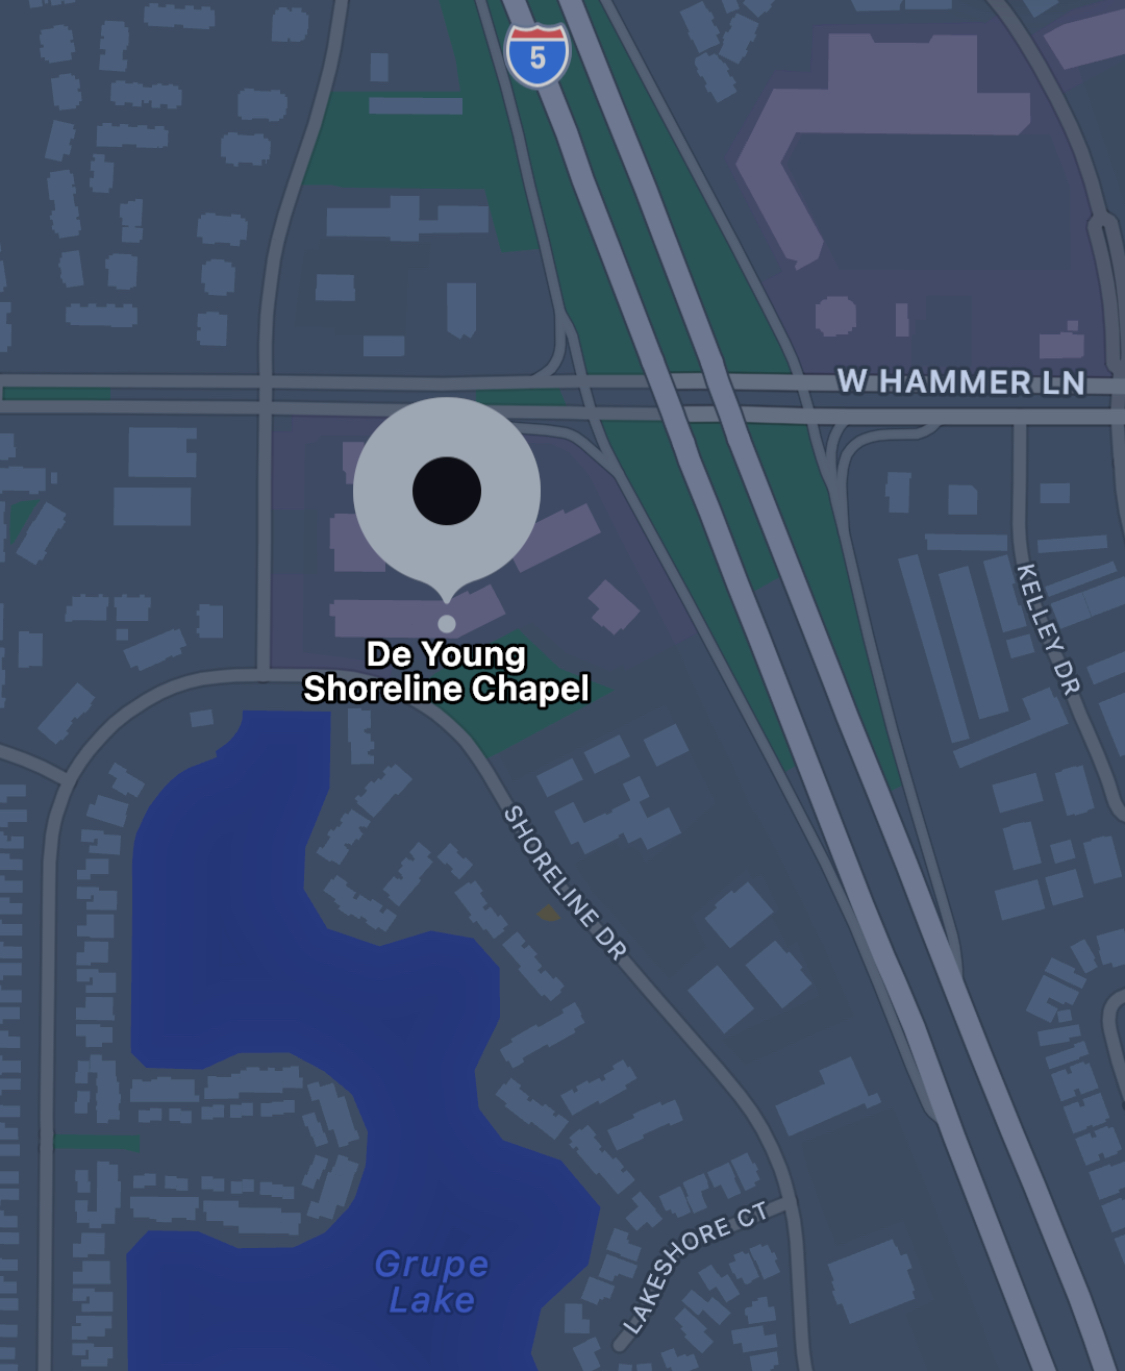 5
W HAMMER LN
KELLEY DR
De Young
Shoreline Chapel
SHORELINE DR
LAKESHORE CT
Grupe
Lake